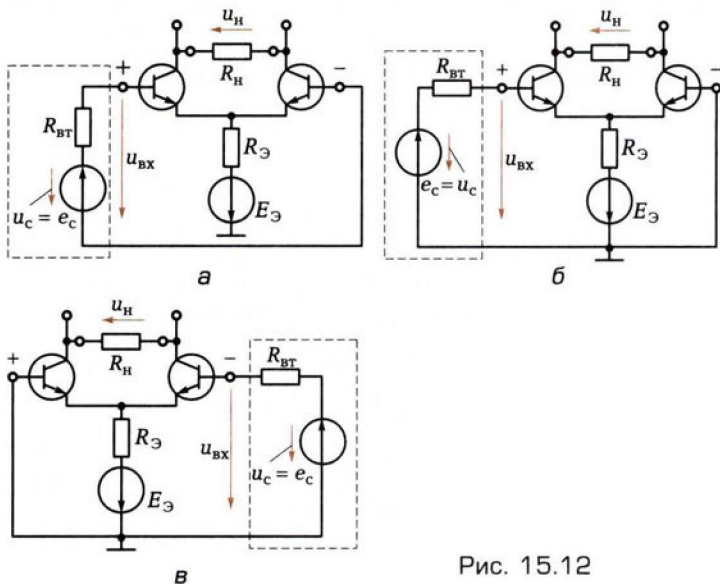 uн
Rн
+
−
Rвт
uвх
RЭ
uс = eс
EЭ
а
uн
Rвт
+
−
Rн
uвх
RЭ
eс = uс
EЭ
б
uн
+
−
Rвт
Rн
RЭ
uвх
uс = eс
EЭ
в
Рис. 15.12